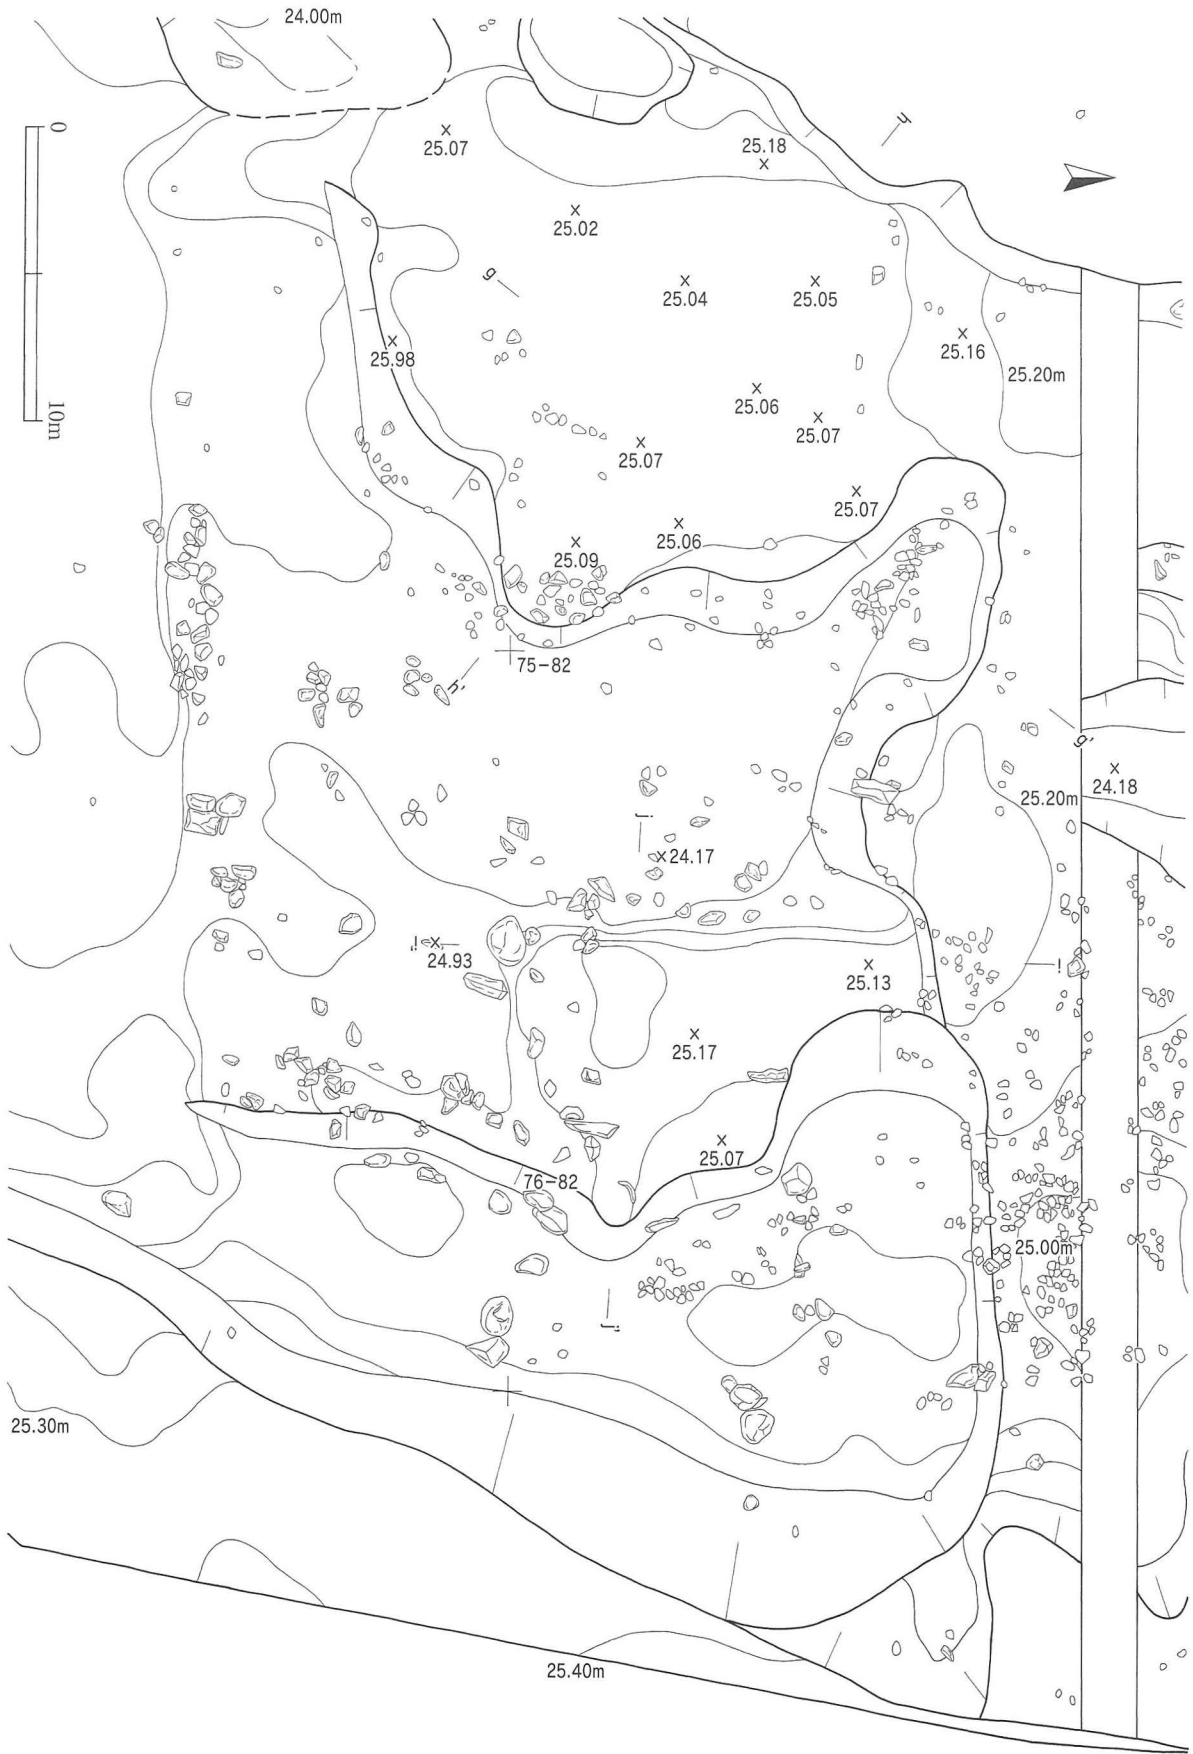 24.00m
0
10m
× 25.07
25.18 ×
h
× 25.02
g
× 25.04
× 25.05
× 25.98
× 25.16
25.20m
× 25.06
× 25.07
× 25.07
× 25.07
× 25.06
× 25.09
75-82
h'
g'
× 24.18
25.20m
j
×24.17
i'
× 24.93
× 25.13
i
× 25.17
× 25.07
76-82
25.00m
j'
25.30m
25.40m